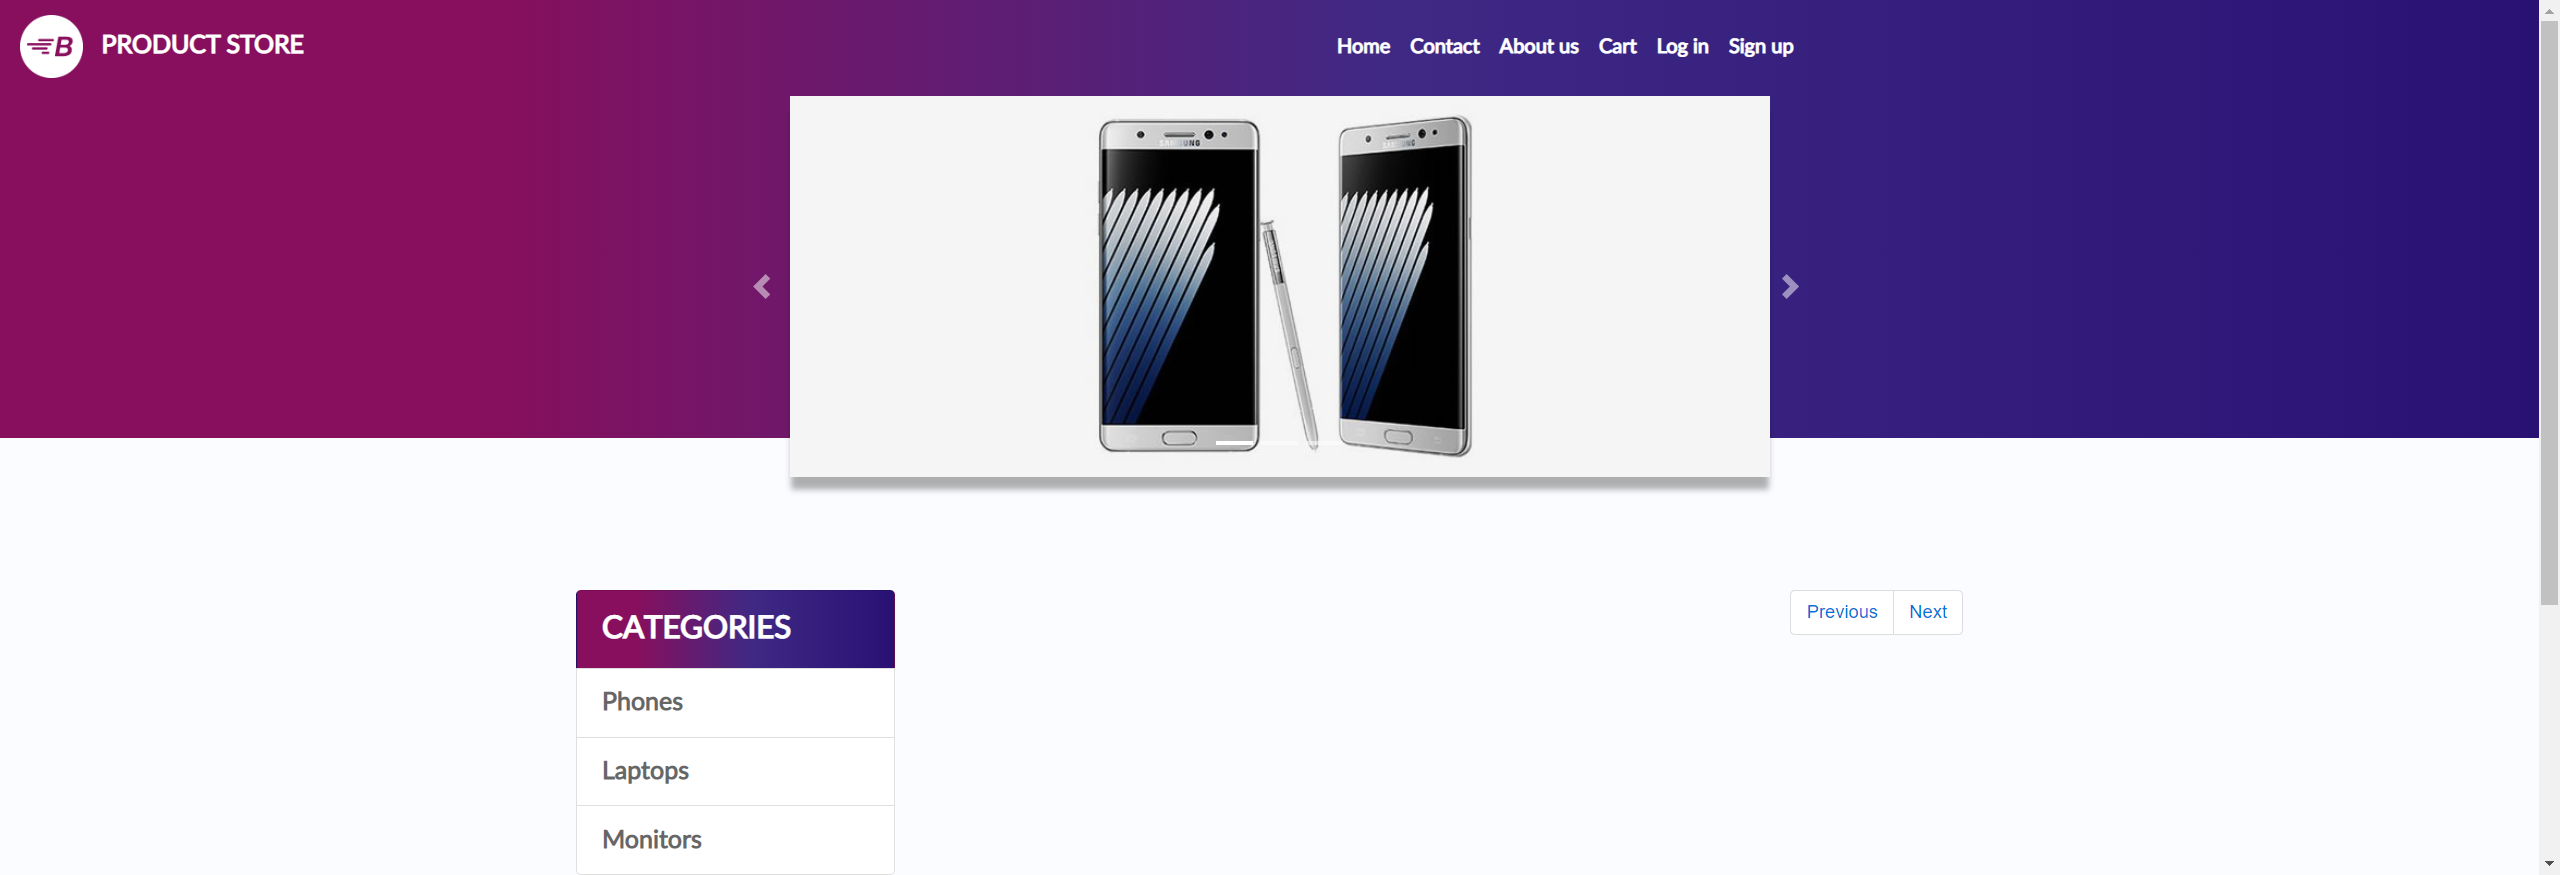 B PRODUCT STORE
Home Contact About us Cart Log in Sign up
SAMSUNG SAMSUNG
CATEGORIES
Phones
Laptops
Monitors
Previous Next